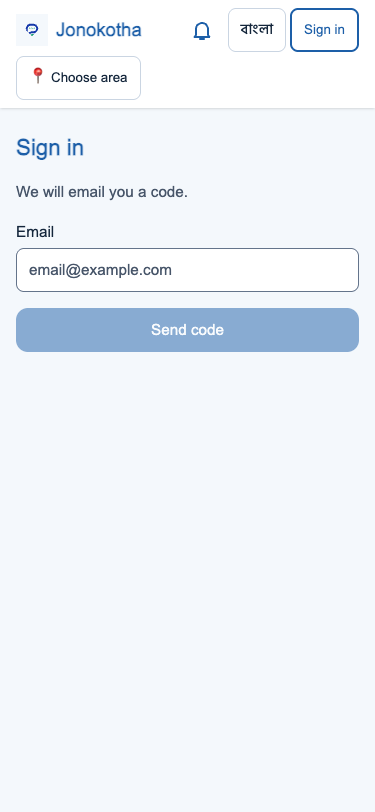 Jonokotha
বাংলা
Sign in
Choose area
Sign in
We will email you a code.
Email
email@example.com
Send code